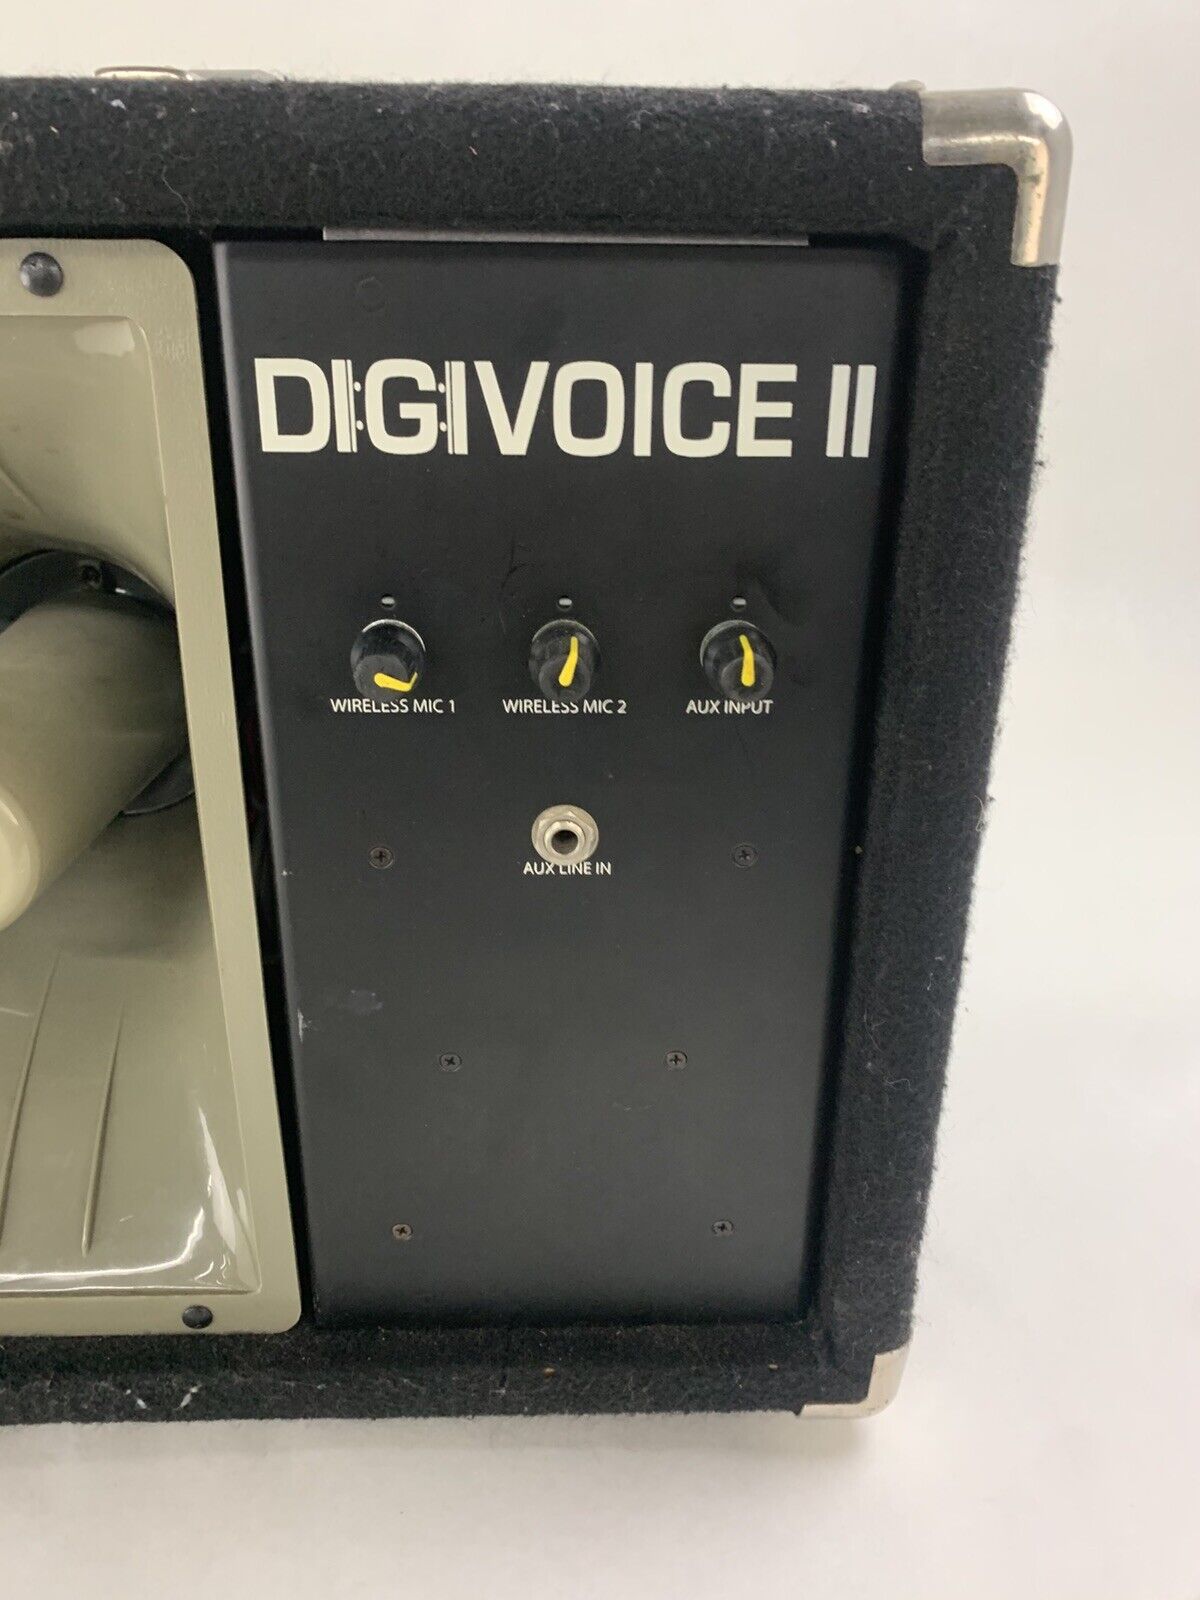 DIGIVOICE II
WIRELESS MIC 1 WIRELESS MIC 2 AUX INPUT
AUX LINE IN